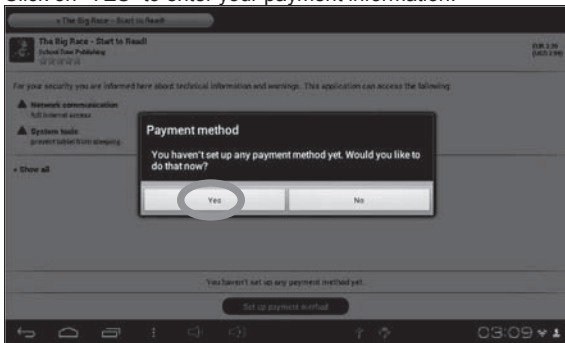 Click on "YES" to enter your payment information.
« The Big Race - Start to Read!
The Big Race - Start to Read!
School Zone Publishing
EUR 2,35
(USD 2.99)
For your security you are informed here about technical information and warnings. This application can access the following:
Network communication
full Internet access
System tools
prevent tablet from sleeping
Payment method
You haven't set up any payment method yet. Would you like to
do that now?
« Show all
Yes
No
You haven't set up any payment method yet.
Set up payment method
03:09